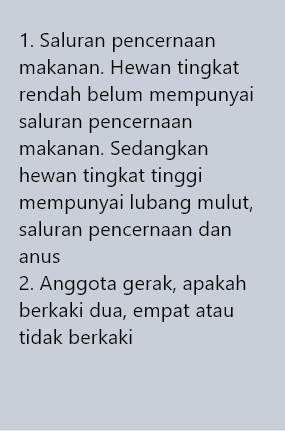 1. Saluran pencernaan
makanan. Hewan tingkat
rendah belum mempunyai
saluran pencernaan
makanan. Sedangkan
hewan tingkat tinggi
mempunyai lubang mulut,
saluran pencernaan dan
anus
2. Anggota gerak, apakah
berkaki dua, empat atau
tidak berkaki